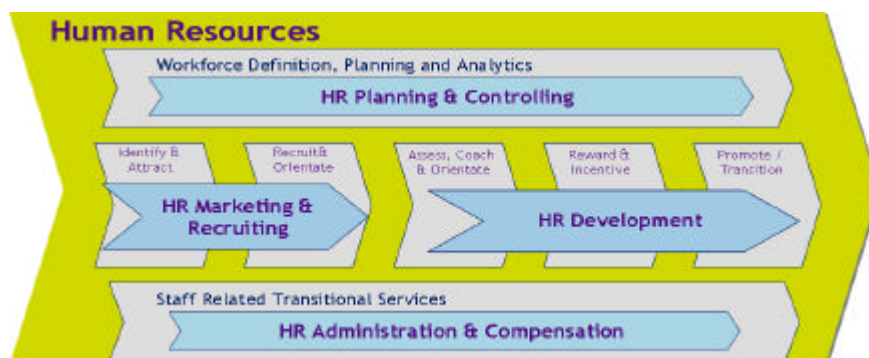 Human Resources
Workforce Definition, Planning and Analytics
HR Planning & Controlling
Identify &
Attract
Recruit&
Orientate
Assess, Coach
& Orientate
Reward &
Incentive
Promote /
Transition
HR Marketing &
Recruiting
HR Development
Staff Related Transitional Services
HR Administration & Compensation